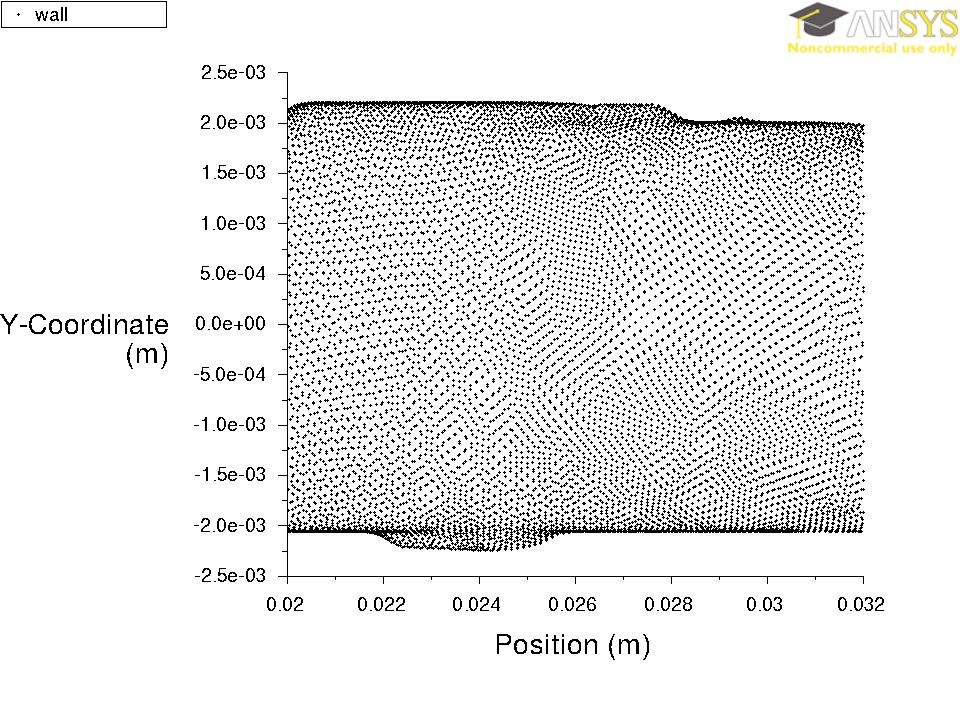 wall
ANSYS
Noncommercial use only
2.5e-03
2.0e-03
1.5e-03
1.0e-03
5.0e-04
Y-Coordinate
(m)
0.0e+00
-5.0e-04
-1.0e-03
-1.5e-03
-2.0e-03
-2.5e-03
0.02 0.022 0.024 0.026 0.028 0.03 0.032
Position (m)